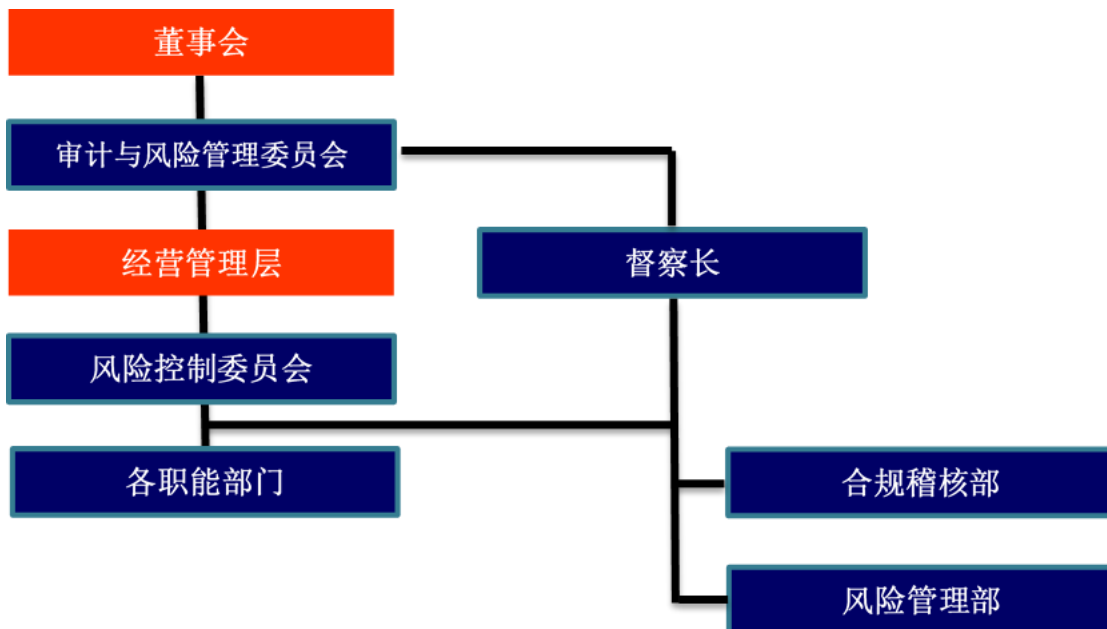 董事会
审计与风险管理委员会
经营管理层
督察长
风险控制委员会
各职能部门
合规稽核部
风险管理部